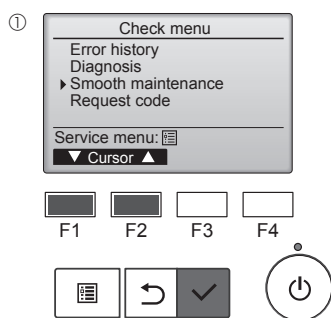 ①
Check menu
Error history
Diagnosis
Smooth maintenance
Request code
Service menu:
▼ Cursor ▲
F1 F2 F3 F4